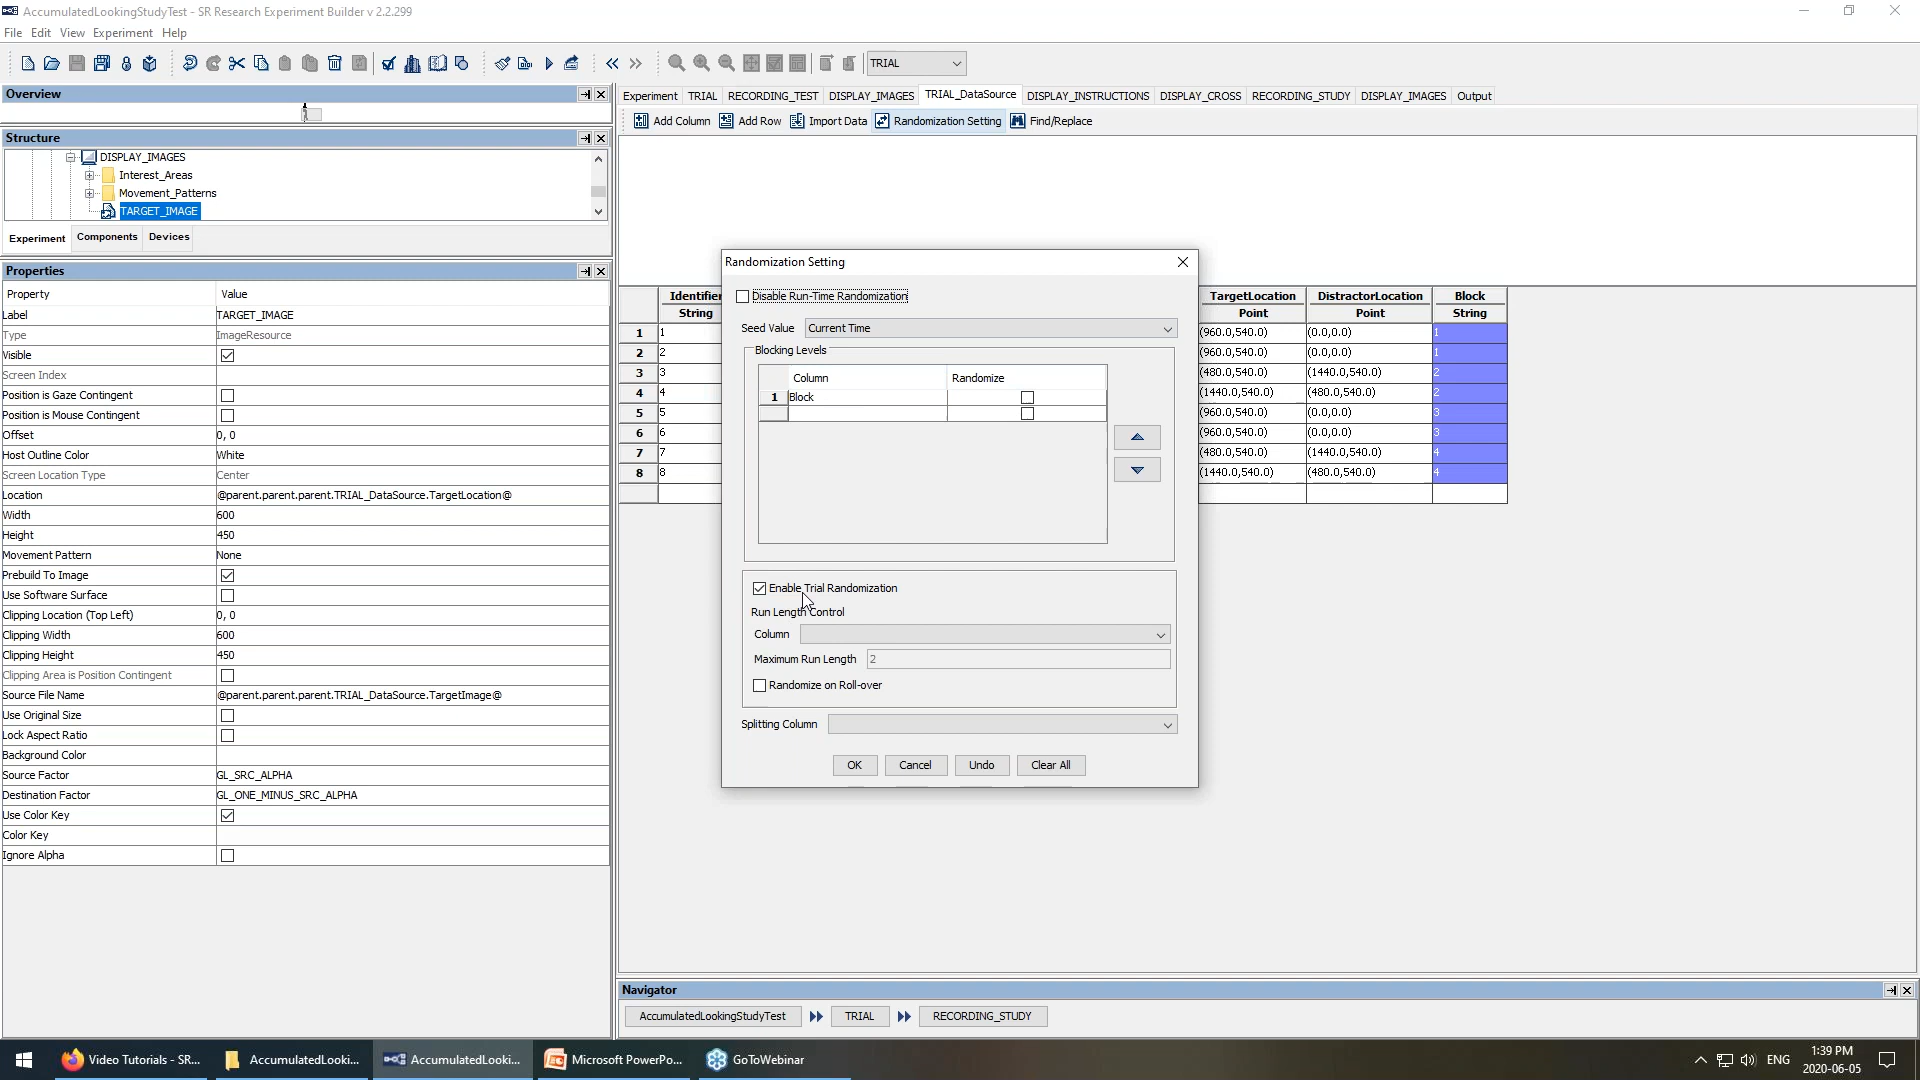 AccumulatedLookingStudyTest - SR Research Experiment Builder v 2.2.299
File Edit View Experiment Help
TRIAL
Overview
Structure
DISPLAY_IMAGES
Interest_Areas
Movement_Patterns
TARGET_IMAGE
Experiment Components Devices
Properties
Property Value
Label TARGET_IMAGE
Type ImageResource
Visible
Screen Index
Position is Gaze Contingent
Position is Mouse Contingent
Offset 0, 0
Host Outline Color White
Screen Location Type Center
Location @parent.parent.parent.TRIAL_DataSource.TargetLocation@
Width 600
Height 450
Movement Pattern None
Prebuild To Image
Use Software Surface
Clipping Location (Top Left) 0, 0
Clipping Width 600
Clipping Height 450
Clipping Area is Position Contingent
Source File Name @parent.parent.parent.TRIAL_DataSource.TargetImage@
Use Original Size
Lock Aspect Ratio
Background Color
Source Factor GL_SRC_ALPHA
Destination Factor GL_ONE_MINUS_SRC_ALPHA
Use Color Key
Color Key
Ignore Alpha
Experiment TRIAL RECORDING_TEST DISPLAY_IMAGES TRIAL_DataSource DISPLAY_INSTRUCTIONS DISPLAY_CROSS RECORDING_STUDY DISPLAY_IMAGES Output
Add Column Add Row Import Data Randomization Setting Find/Replace
Identifier TargetLocation DistractorLocation Block
String Point Point String
1 1 (960.0,540.0) (0.0,0.0) 1
2 2 (960.0,540.0) (0.0,0.0) 1
3 3 (480.0,540.0) (1440.0,540.0) 2
4 4 (1440.0,540.0) (480.0,540.0) 2
5 5 (960.0,540.0) (0.0,0.0) 3
6 6 (960.0,540.0) (0.0,0.0) 3
7 7 (480.0,540.0) (1440.0,540.0) 4
8 8 (1440.0,540.0) (480.0,540.0) 4
Randomization Setting
Disable Run-Time Randomization
Seed Value Current Time
Blocking Levels
Column Randomize
1 Block
Enable Trial Randomization
Run Length Control
Column
Maximum Run Length 2
Randomize on Roll-over
Splitting Column
OK Cancel Undo Clear All
Navigator
AccumulatedLookingStudyTest TRIAL RECORDING_STUDY
Video Tutorials - SR... AccumulatedLooki... AccumulatedLooki... Microsoft PowerPo... GoToWebinar
ENG
1:39 PM
2020-06-05